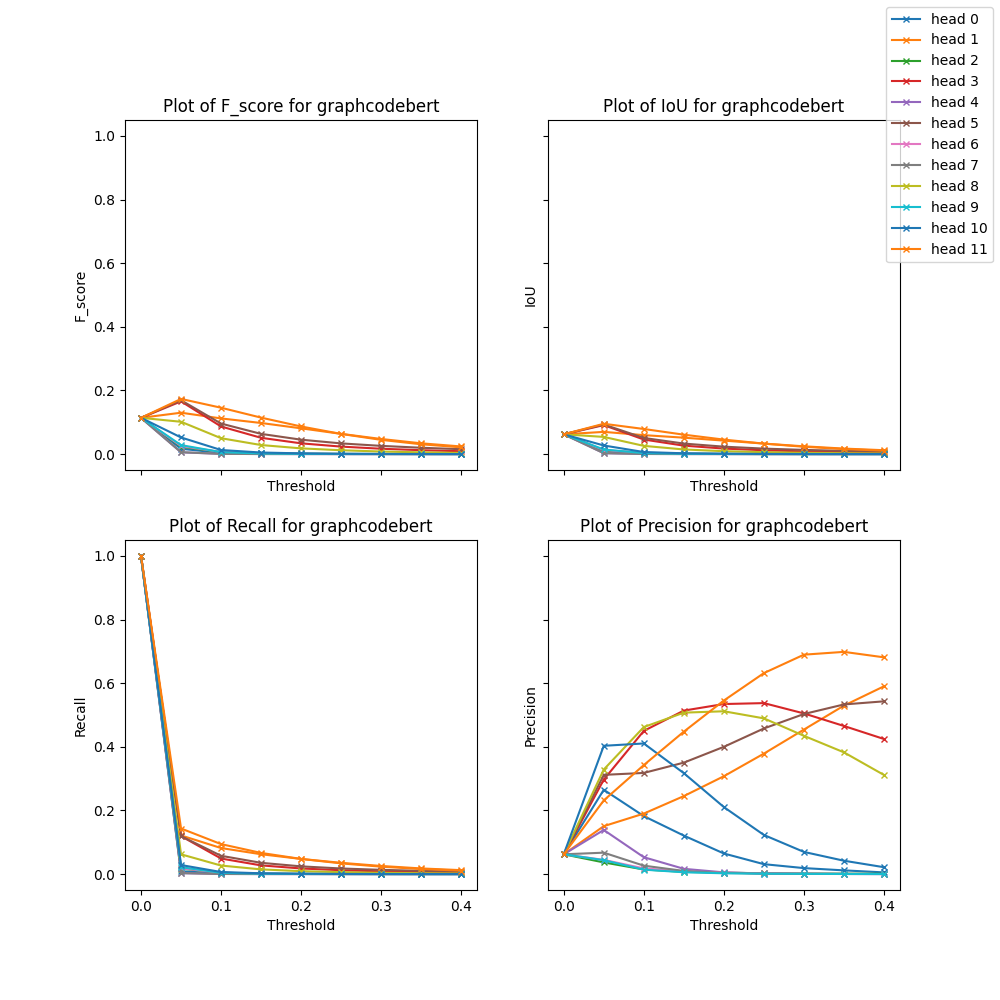 head 0
head 1
head 2
head 3
head 4
head 5
head 6
head 7
head 8
head 9
head 10
head 11
Plot of F_score for graphcodebert
1.0
0.8
0.6
0.4
0.2
0.0
F_score
Threshold
Plot of IoU for graphcodebert
IoU
Threshold
Plot of Recall for graphcodebert
1.0
0.8
0.6
0.4
0.2
0.0
Recall
0.0 0.1 0.2 0.3 0.4
Threshold
Plot of Precision for graphcodebert
Precision
0.0 0.1 0.2 0.3 0.4
Threshold